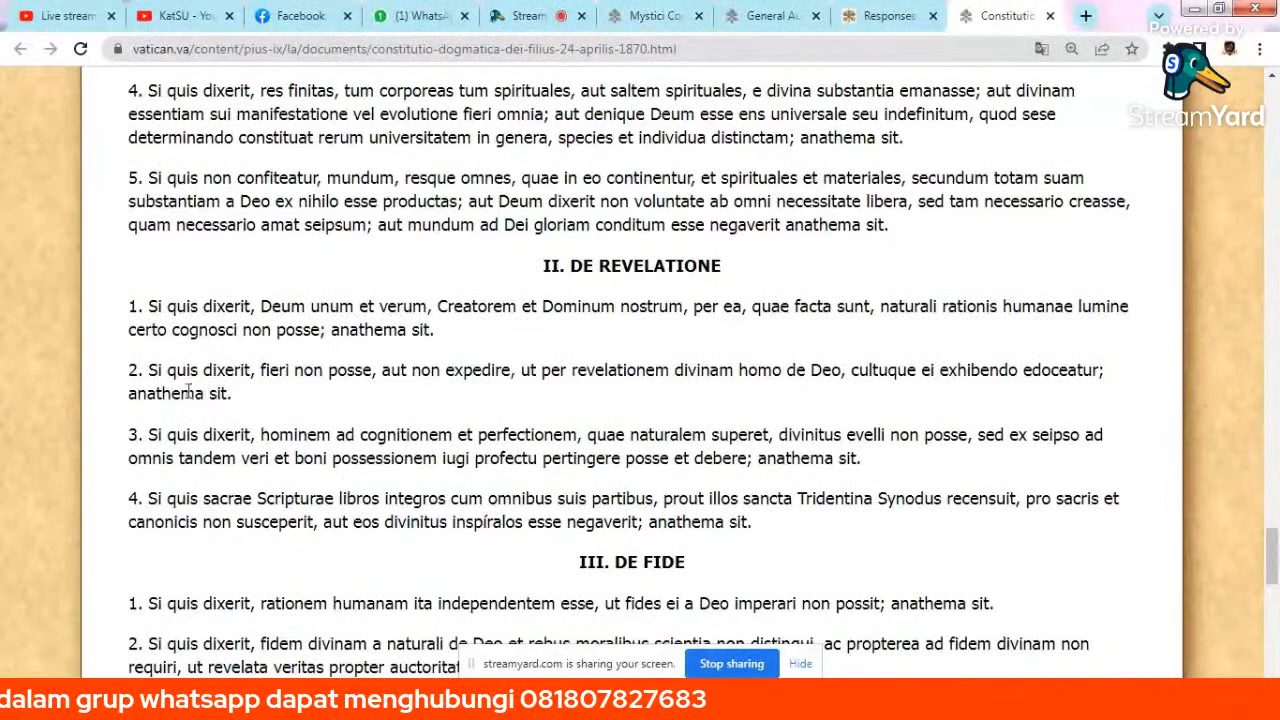 Live stream
KatSU - Yo
Facebook
(1) WhatsA
Stream
Mystici Co
General Au
Responses
Constitutic
vatican.va/content/pius-ix/la/documents/constitutio-dogmatica-dei-filius-24-aprilis-1870.html
Powered by
StreamYard
4. Si quis dixerit, res finitas, tum corporeas tum spirituales, aut saltem spirituales, e divina substantia emanasse; aut divinam
essentiam sui manifestatione vel evolutione fieri omnia; aut denique Deum esse ens universale seu indefinitum, quod sese
determinando constituat rerum universitatem in genera, species et individua distinctam; anathema sit.
5. Si quis non confiteatur, mundum, resque omnes, quae in eo continentur, et spirituales et materiales, secundum totam suam
substantiam a Deo ex nihilo esse productas; aut Deum dixerit non voluntate ab omni necessitate libera, sed tam necessario creasse,
quam necessario amat seipsum; aut mundum ad Dei gloriam conditum esse negaverit anathema sit.
II. DE REVELATIONE
1. Si quis dixerit, Deum unum et verum, Creatorem et Dominum nostrum, per ea, quae facta sunt, naturali rationis humanae lumine
certo cognosci non posse; anathema sit.
2. Si quis dixerit, fieri non posse, aut non expedire, ut per revelationem divinam homo de Deo, cultuque ei exhibendo edoceatur;
anathema sit.
3. Si quis dixerit, hominem ad cognitionem et perfectionem, quae naturalem superet, divinitus evelli non posse, sed ex seipso ad
omnis tandem veri et boni possessionem iugi profectu pertingere posse et debere; anathema sit.
4. Si quis sacrae Scripturae libros integros cum omnibus suis partibus, prout illos sancta Tridentina Synodus recensuit, pro sacris et
canonicis non susceperit, aut eos divinitus inspíralos esse negaverit; anathema sit.
III. DE FIDE
1. Si quis dixerit, rationem humanam ita independentem esse, ut fides ei a Deo imperari non possit; anathema sit.
2. Si quis dixerit, fidem divinam a naturali de Deo et rebus moralibus scientia non distingui, ac propterea ad fidem divinam non
requiri, ut revelata veritas propter auctoritat
streamyard.com is sharing your screen.
Stop sharing
Hide
dalam grup whatsapp dapat menghubungi 081807827683